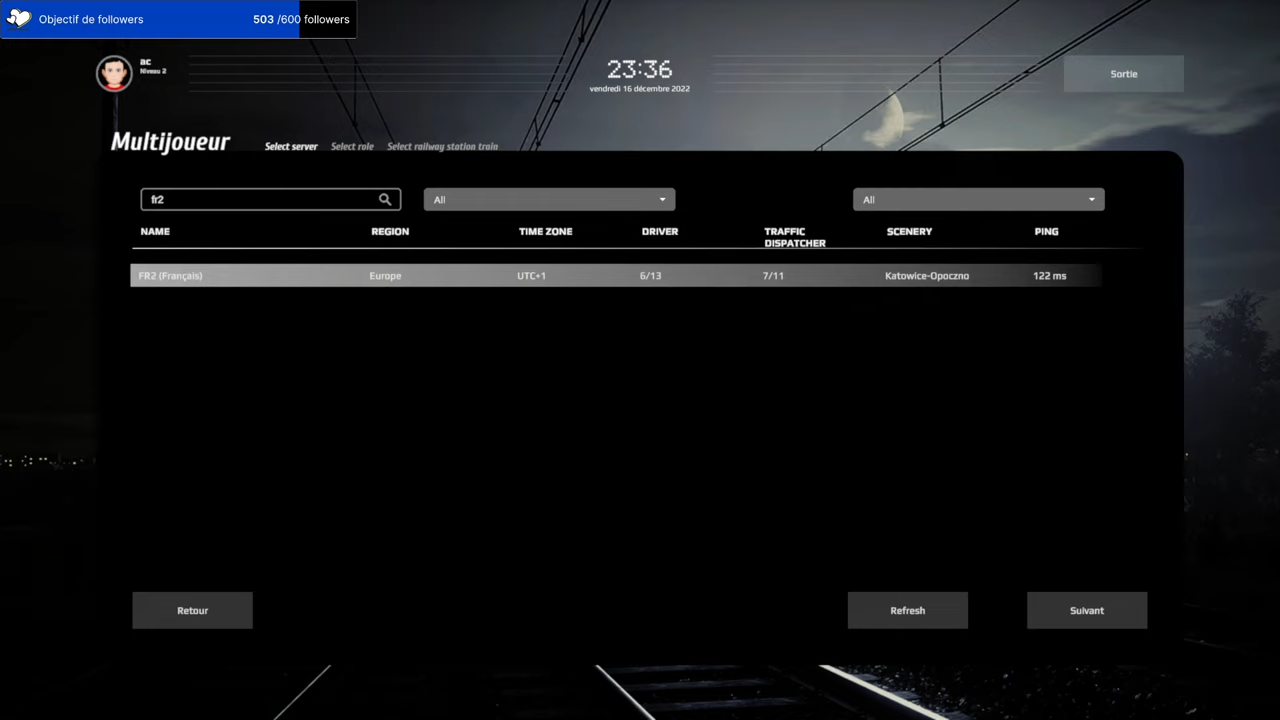 Objectif de followers 503 /600 followers
ac
Niveau 2
23:36
vendredi 16 décembre 2022
Sortie
Multijoueur Select server Select role Select railway station train
fr2 All All
NAME REGION TIME ZONE DRIVER TRAFFIC DISPATCHER SCENERY PING
FR2 (Français) Europe UTC+1 6/13 7/11 Katowice-Opoczno 122 ms
Retour Refresh Suivant